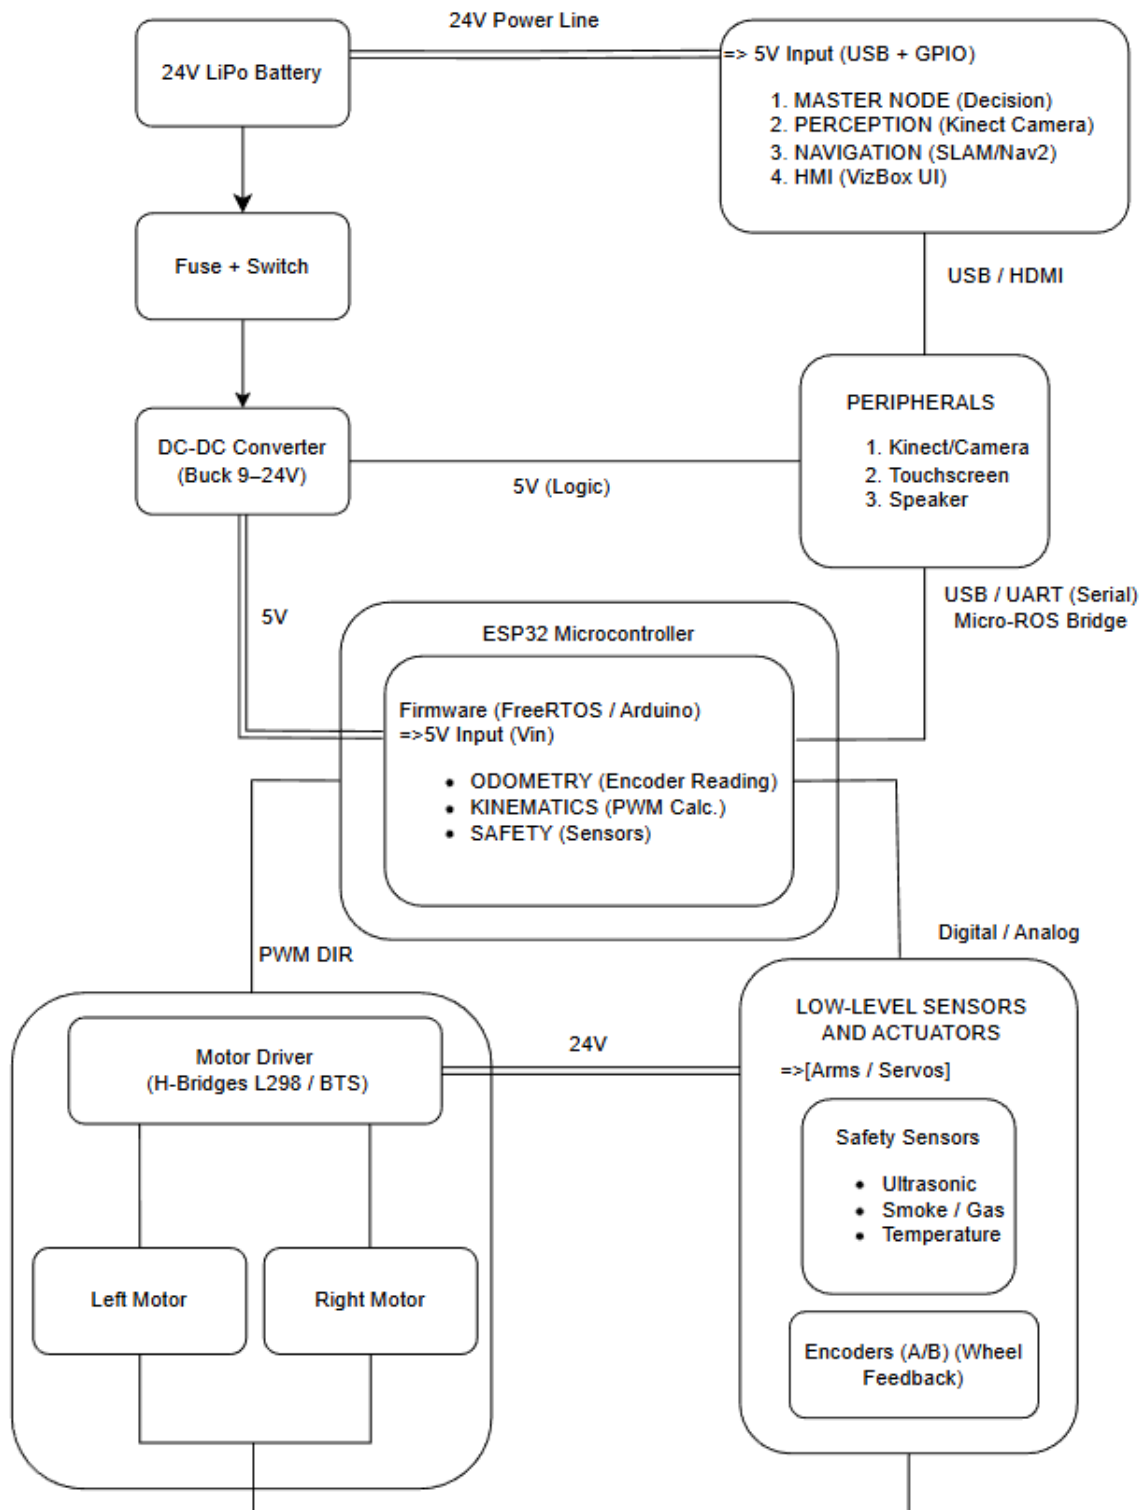 24V Power Line
24V LiPo Battery
=> 5V Input (USB + GPIO)
1. MASTER NODE (Decision)
2. PERCEPTION (Kinect Camera)
3. NAVIGATION (SLAM/Nav2)
4. HMI (VizBox UI)
Fuse + Switch
USB / HDMI
DC-DC Converter
(Buck 9–24V)
5V (Logic)
PERIPHERALS
1. Kinect/Camera
2. Touchscreen
3. Speaker
5V
USB / UART (Serial)
Micro-ROS Bridge
ESP32 Microcontroller
Firmware (FreeRTOS / Arduino)
=>5V Input (Vin)
• ODOMETRY (Encoder Reading)
• KINEMATICS (PWM Calc.)
• SAFETY (Sensors)
PWM DIR
Digital / Analog
Motor Driver
(H-Bridges L298 / BTS)
24V
LOW-LEVEL SENSORS
AND ACTUATORS
=>[Arms / Servos]
Safety Sensors
• Ultrasonic
• Smoke / Gas
• Temperature
Left Motor
Right Motor
Encoders (A/B) (Wheel
Feedback)